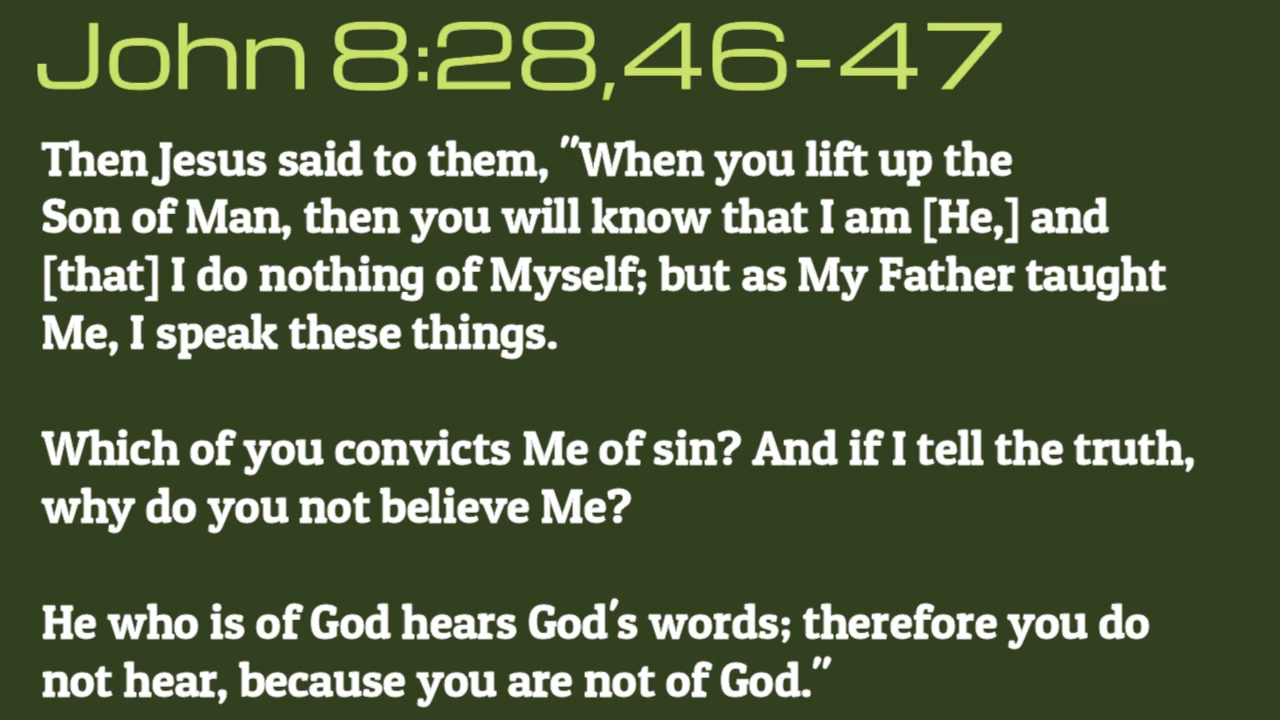 John 8:28,46-47
Then Jesus said to them, "When you lift up the
Son of Man, then you will know that I am [He,] and
[that] I do nothing of Myself; but as My Father taught
Me, I speak these things.
Which of you convicts Me of sin? And if I tell the truth,
why do you not believe Me?
He who is of God hears God's words; therefore you do
not hear, because you are not of God."